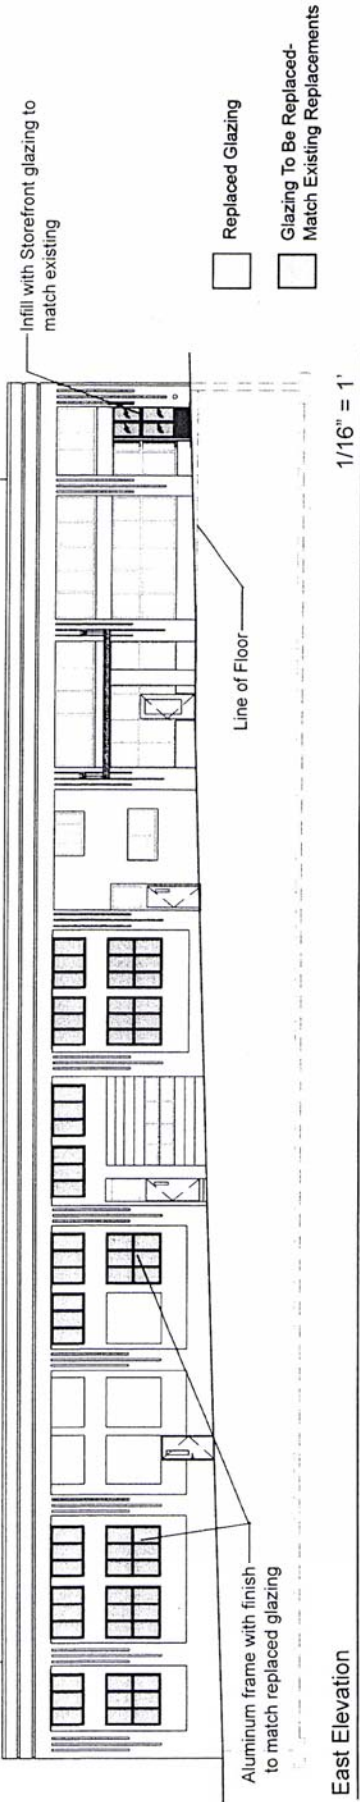 Infill with Storefront glazing to
match existing
Replaced Glazing
Glazing To Be Replaced-
Match Existing Replacements
Line of Floor
1/16" = 1'
Aluminum frame with finish
to match replaced glazing
East Elevation